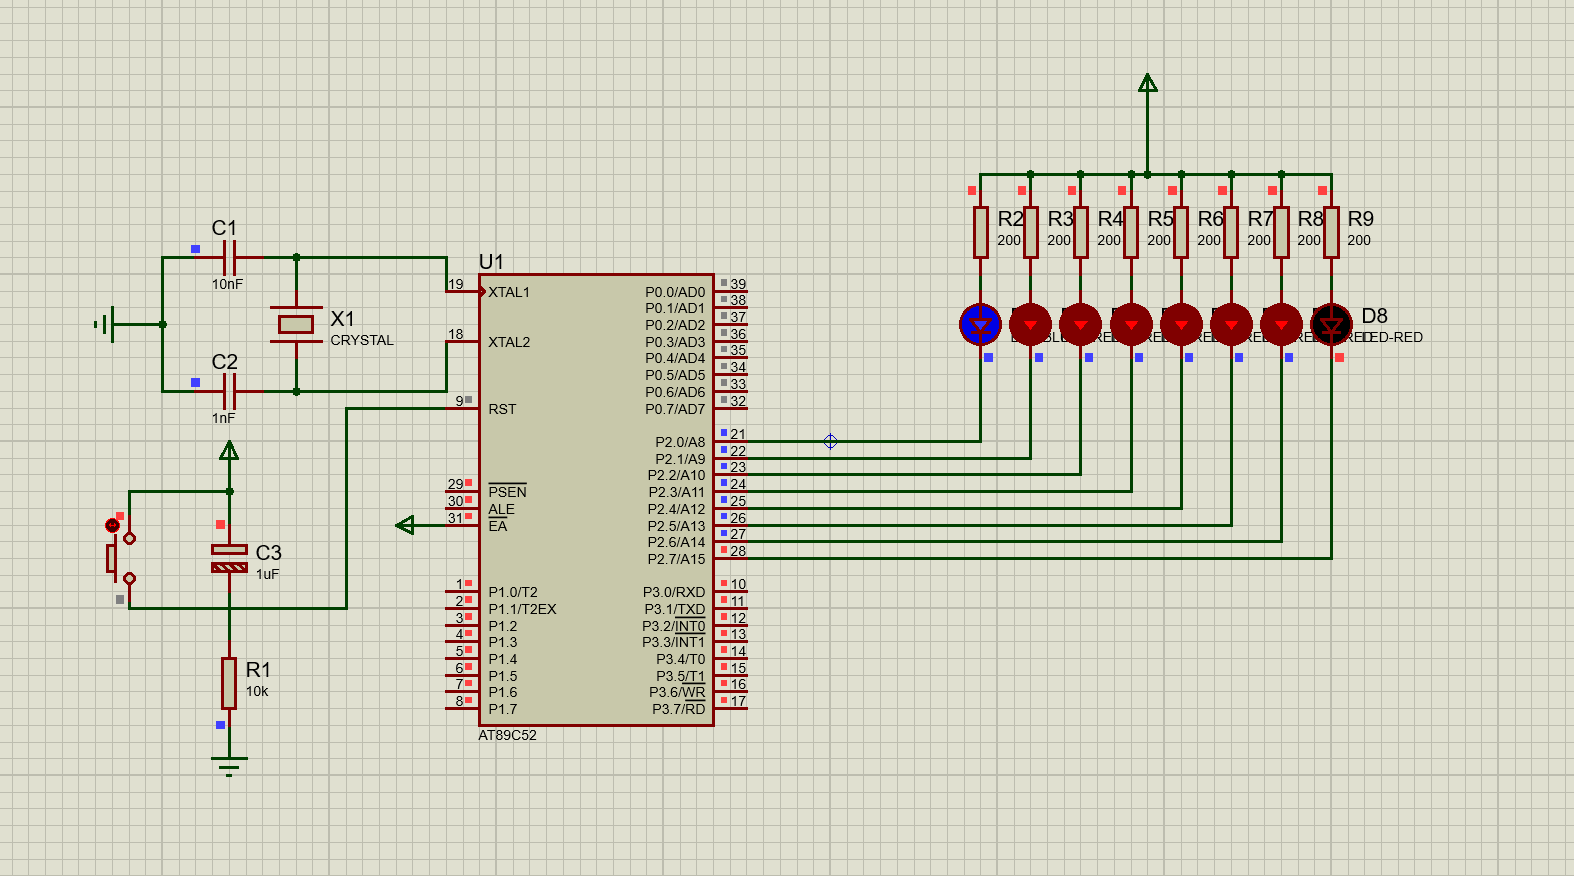 C1
10nF
X1
CRYSTAL
C2
1nF
C3
1uF
R1
10k
U1
19 XTAL1
18 XTAL2
9 RST
29 PSEN
30 ALE
31 EA
1 P1.0/T2
2 P1.1/T2EX
3 P1.2
4 P1.3
5 P1.4
6 P1.5
7 P1.6
8 P1.7
P0.0/AD0 39
P0.1/AD1 38
P0.2/AD2 37
P0.3/AD3 36
P0.4/AD4 35
P0.5/AD5 34
P0.6/AD6 33
P0.7/AD7 32
P2.0/A8 21
P2.1/A9 22
P2.2/A10 23
P2.3/A11 24
P2.4/A12 25
P2.5/A13 26
P2.6/A14 27
P2.7/A15 28
P3.0/RXD 10
P3.1/TXD 11
P3.2/INT0 12
P3.3/INT1 13
P3.4/T0 14
P3.5/T1 15
P3.6/WR 16
P3.7/RD 17
AT89C52
R2 R3 R4 R5 R6 R7 R8 R9
200 200 200 200 200 200 200 200
D8
LED-RED